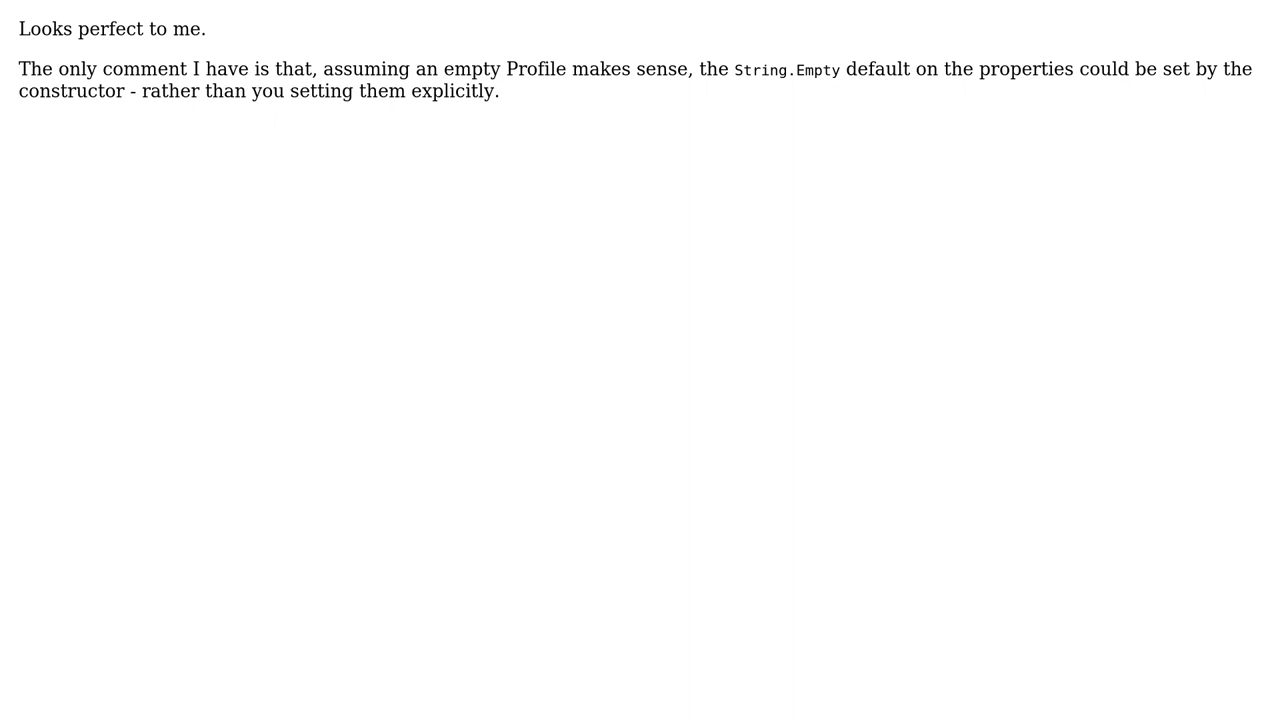 Looks perfect to me.
The only comment I have is that, assuming an empty Profile makes sense, the String.Empty default on the properties could be set by the
constructor - rather than you setting them explicitly.